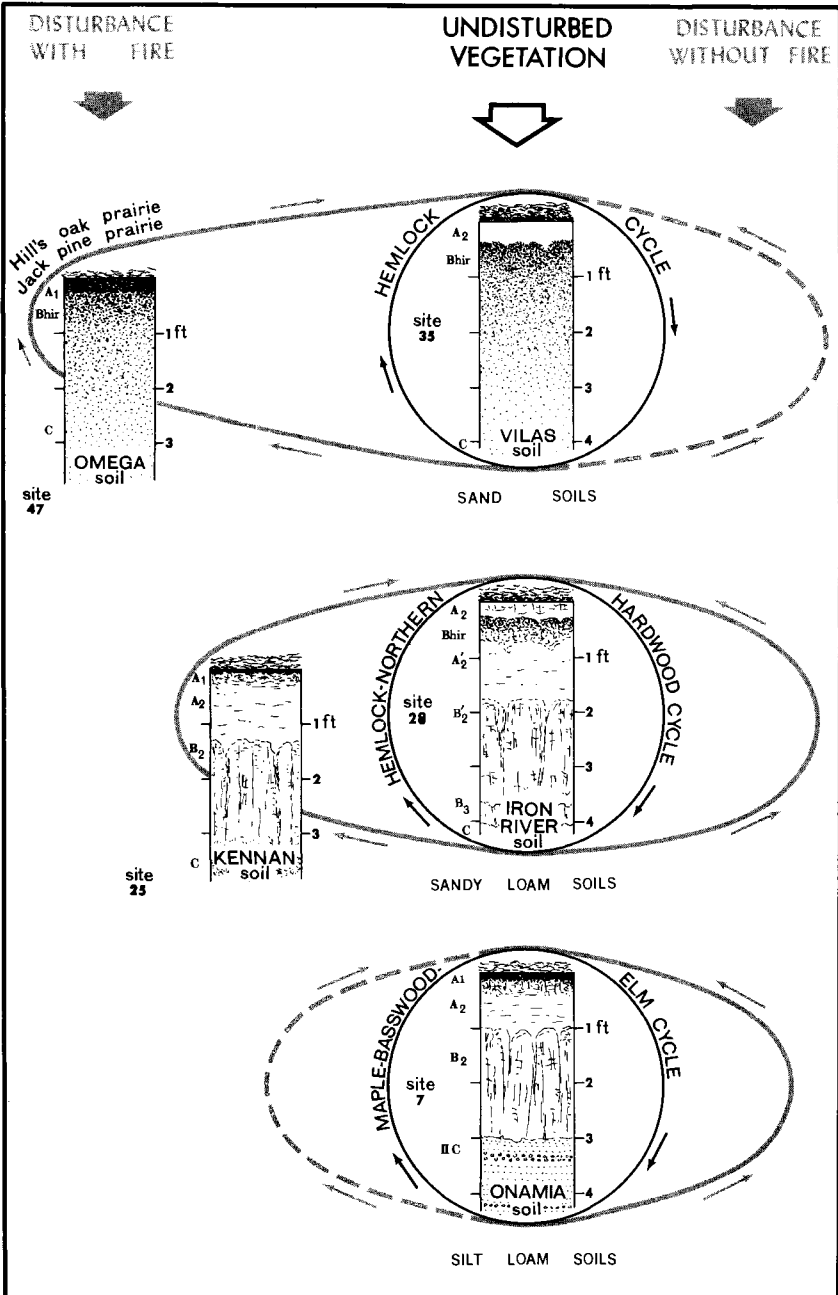 DISTURBANCE
WITH FIRE
UNDISTURBED
VEGETATION
DISTURBANCE
WITHOUT FIRE
Hill's oak prairie
Jack pine prairie
A1
Bhir
C
1 ft
2
3
OMEGA
soil
site
47
HEMLOCK
CYCLE
A2
Bhir
C
1 ft
2
3
4
site
35
VILAS
soil
SAND SOILS
A1
A2
B2
C
1 ft
2
3
KENNAN
soil
site
25
HEMLOCK-NORTHERN
HARDWOOD CYCLE
A2
Bhir
A'2
B'2
B3
C
1 ft
2
3
4
site
28
IRON
RIVER
soil
SANDY LOAM SOILS
MAPLE-BASSWOOD-
ELM CYCLE
A1
A2
B2
IIC
1 ft
2
3
4
site
7
ONAMIA
soil
SILT LOAM SOILS